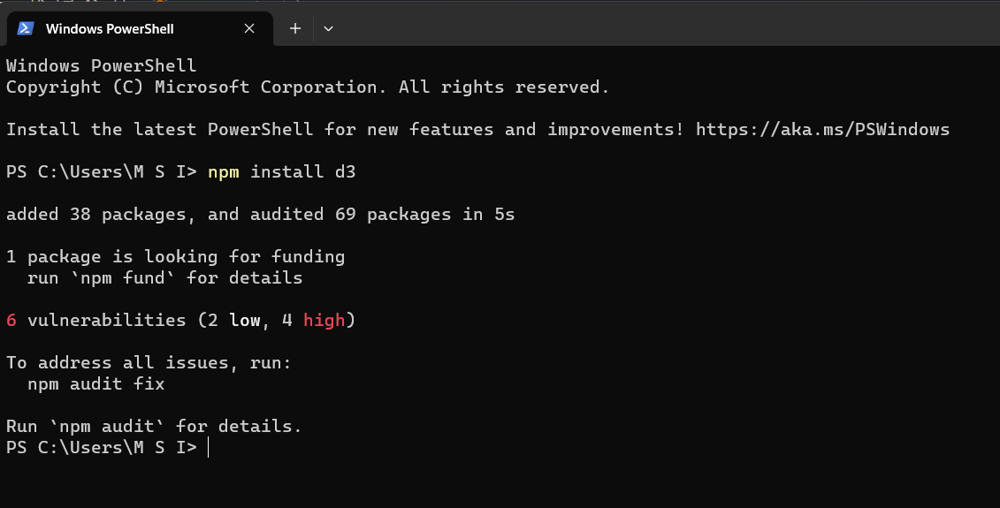 Windows PowerShell
Windows PowerShell
Copyright (C) Microsoft Corporation. All rights reserved.
Install the latest PowerShell for new features and improvements! https://aka.ms/PSWindows
PS C:\Users\M S I> npm install d3
added 38 packages, and audited 69 packages in 5s
1 package is looking for funding
  run `npm fund` for details
6 vulnerabilities (2 low, 4 high)
To address all issues, run:
  npm audit fix
Run `npm audit` for details.
PS C:\Users\M S I>